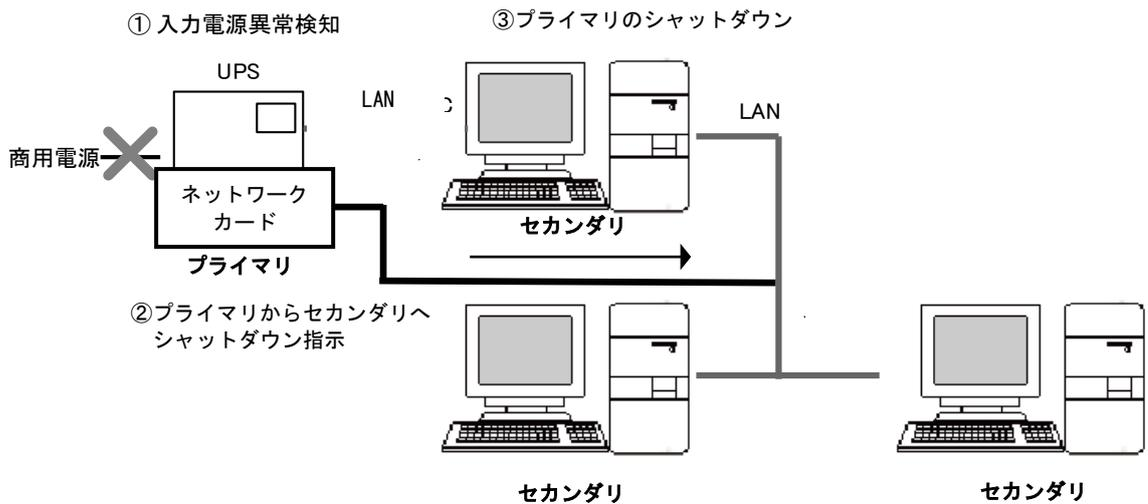 ① 入力電源異常検知
③プライマリのシャットダウン
UPS
LAN
LAN
商用電源
ネットワーク
カード
プライマリ
セカンダリ
②プライマリからセカンダリへ
シャットダウン指示
セカンダリ
セカンダリ